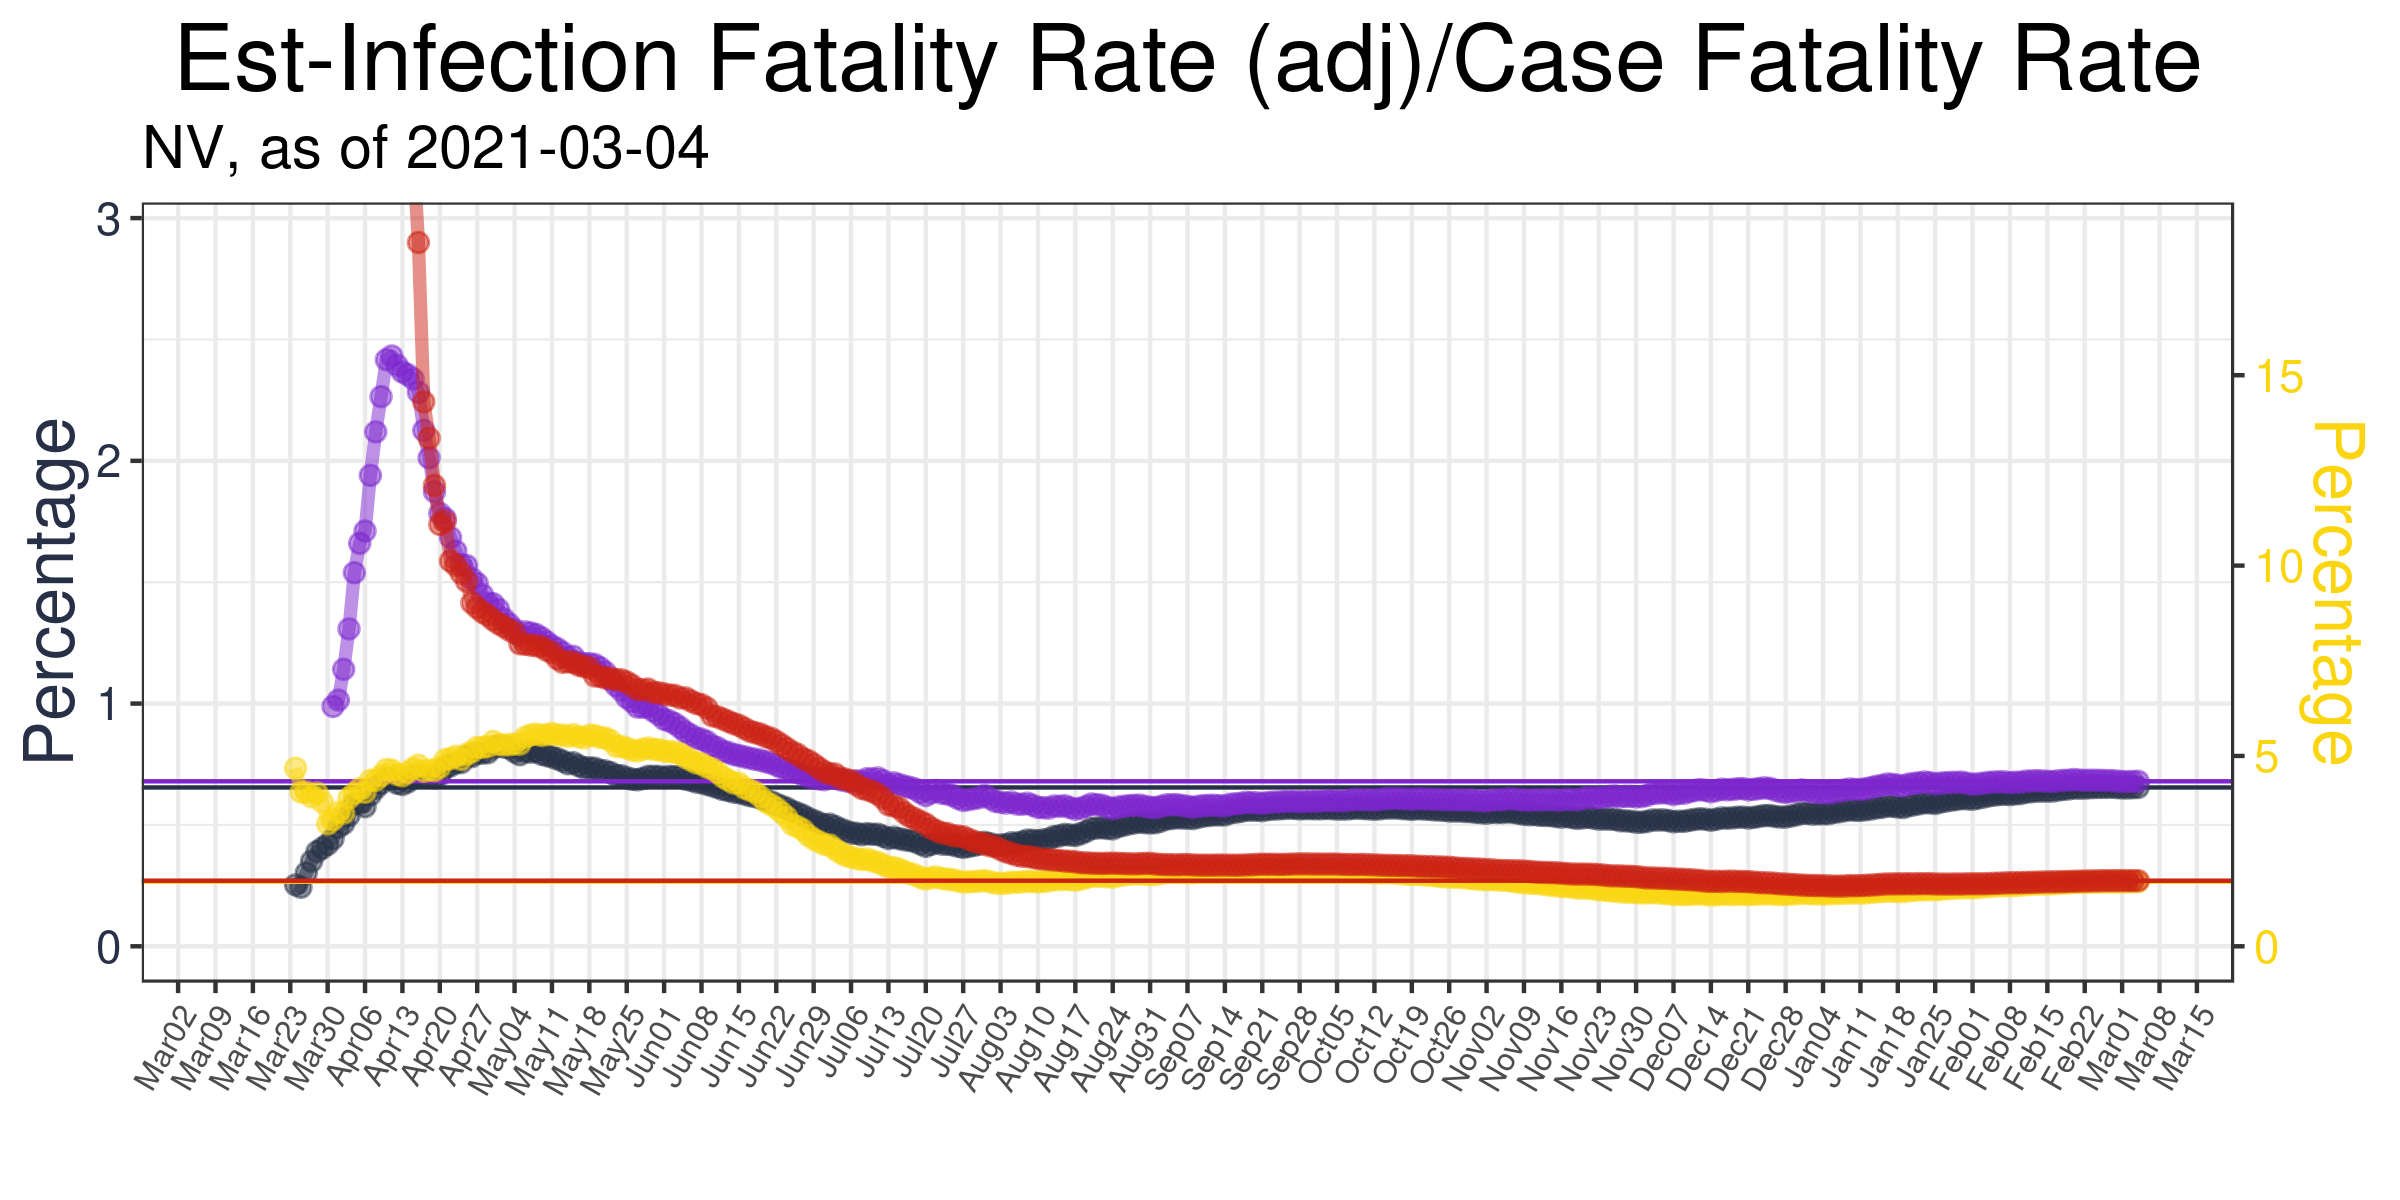 Est-Infection Fatality Rate (adj)/Case Fatality Rate
NV, as of 2021-03-04
Percentage
3
2
1
0
15
10
5
0
Percentage
Mar02
Mar09
Mar16
Mar23
Mar30
Apr06
Apr13
Apr20
Apr27
May04
May11
May18
May25
Jun01
Jun08
Jun15
Jun22
Jun29
Jul06
Jul13
Jul20
Jul27
Aug03
Aug10
Aug17
Aug24
Aug31
Sep07
Sep14
Sep21
Sep28
Oct05
Oct12
Oct19
Oct26
Nov02
Nov09
Nov16
Nov23
Nov30
Dec07
Dec14
Dec21
Dec28
Jan04
Jan11
Jan18
Jan25
Feb01
Feb08
Feb15
Feb22
Mar01
Mar08
Mar15